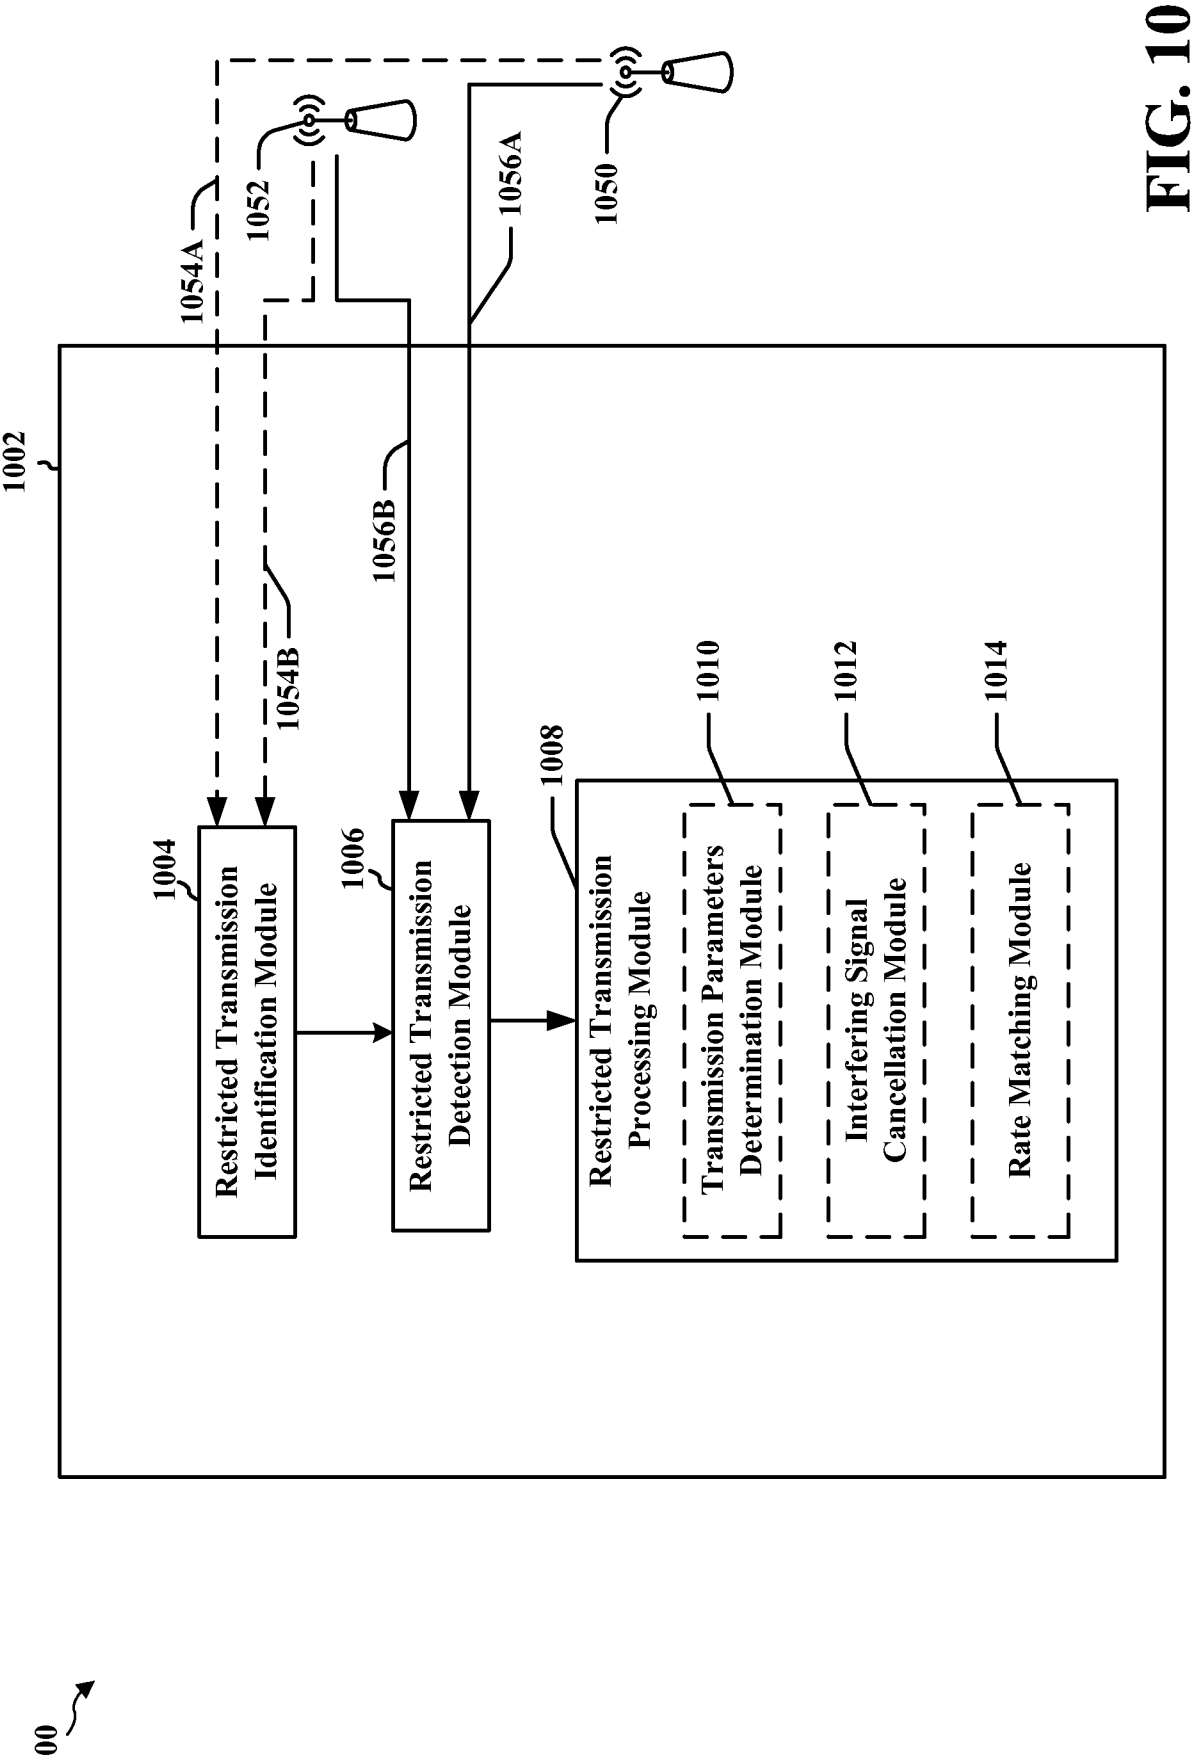 00
1002
1004
Restricted Transmission
Identification Module
1006
Restricted Transmission
Detection Module
1008
Restricted Transmission
Processing Module
Transmission Parameters
Determination Module
1010
Interfering Signal
Cancellation Module
1012
Rate Matching Module
1014
1054A
1054B
1052
1056B
1056A
1050
FIG. 10